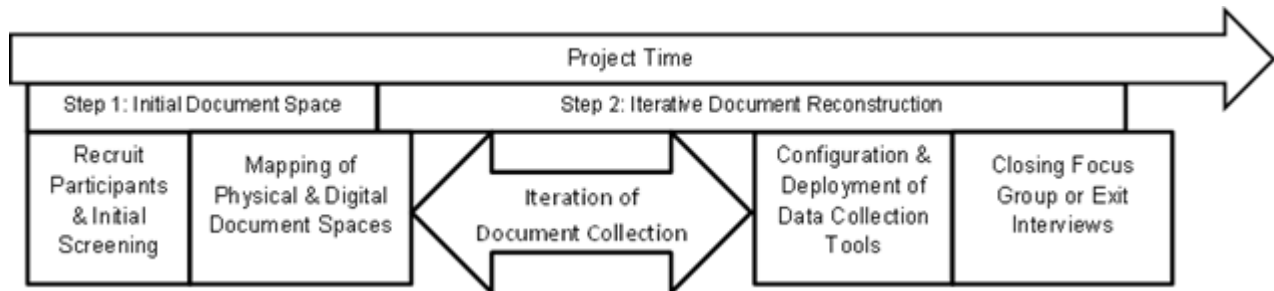 Project Time
Step 1: Initial Document Space
Step 2: Iterative Document Reconstruction
Recruit
Participants
& Initial
Screening
Mapping of
Physical & Digital
Document Spaces
Iteration of
Document Collection
Configuration &
Deployment of
Data Collection
Tools
Closing Focus
Group or Exit
Interviews